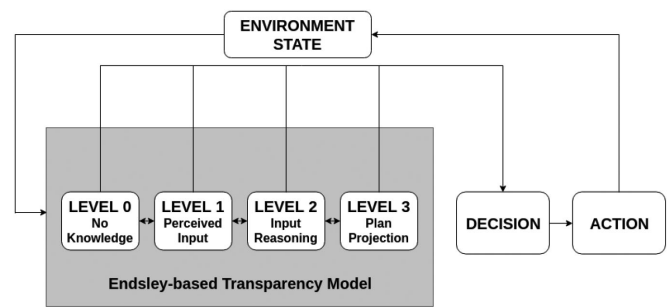 ENVIRONMENT
STATE
LEVEL 0
No
Knowledge
LEVEL 1
Perceived
Input
LEVEL 2
Input
Reasoning
LEVEL 3
Plan
Projection
DECISION
ACTION
Endsley-based Transparency Model